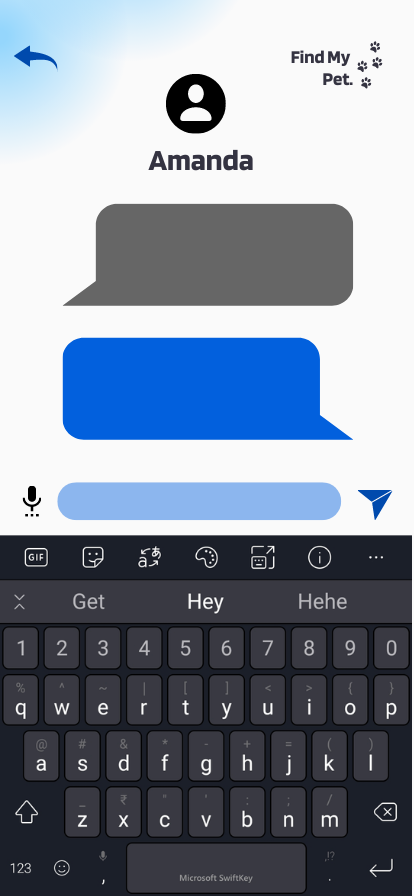 Find My
Pet.
Amanda
GIF
Get Hey Hehe
1 2 3 4 5 6 7 8 9 0
% ^ ~ | [ ] < > { }
q w e r t y u i o p
@ # & * - + = ( )
a s d f g h j k l
_ ₹ " ' : ; /
z x c v b n m
,!?
123 , Microsoft SwiftKey .